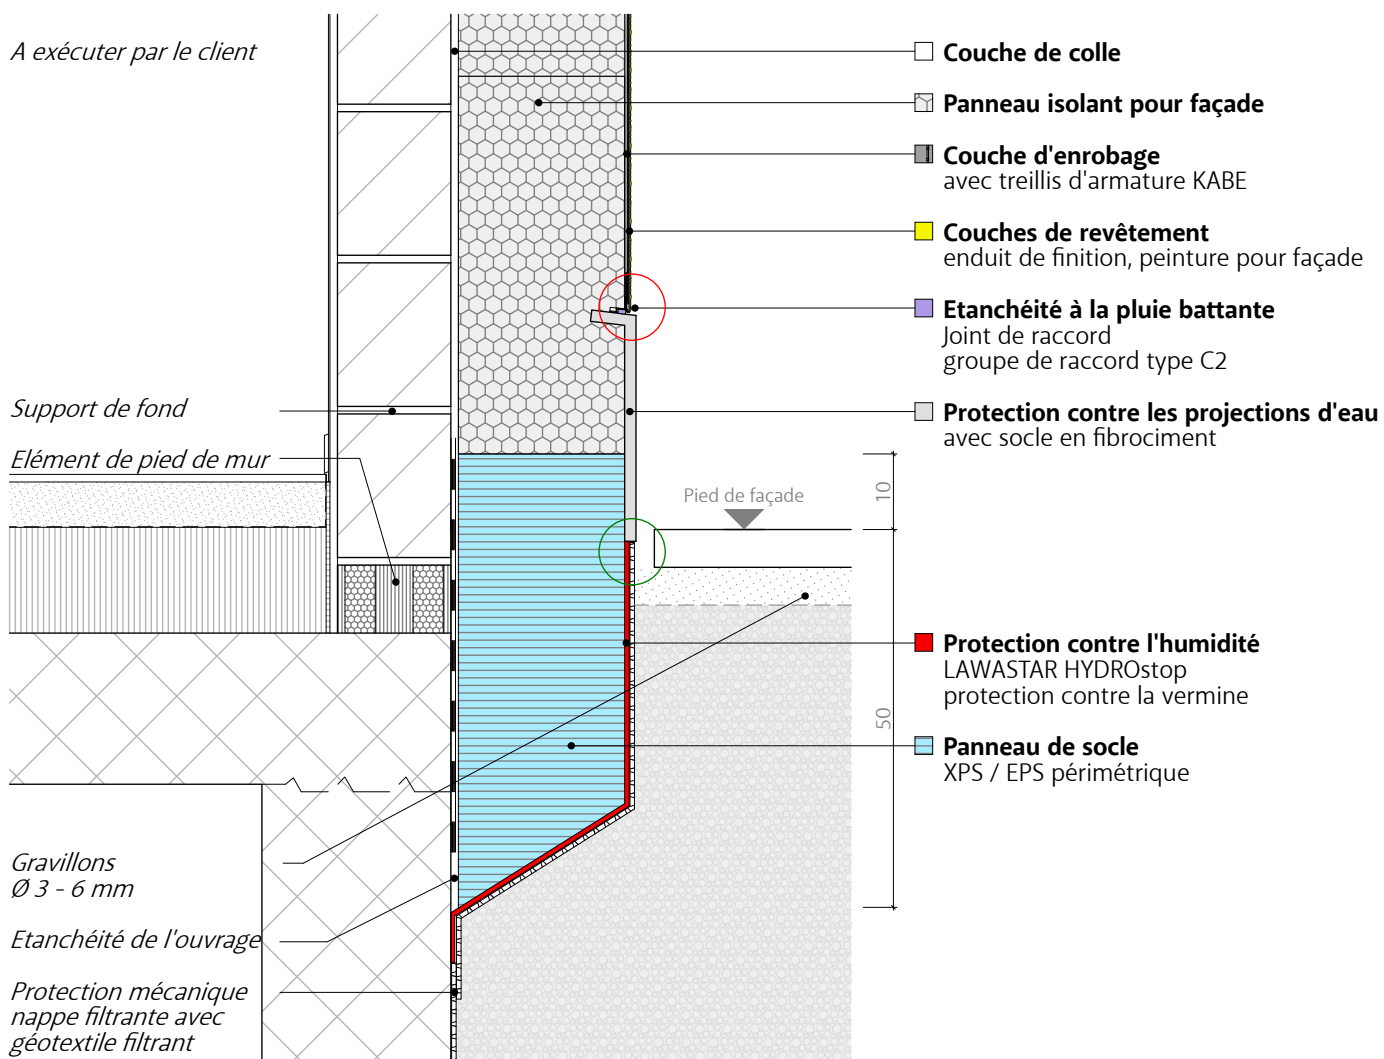 A exécuter par le client
Couche de colle
Panneau isolant pour façade
Couche d'enrobage
avec treillis d'armature KABE
Couches de revêtement
enduit de finition, peinture pour façade
Etanchéité à la pluie battante
Joint de raccord
groupe de raccord type C2
Support de fond
Protection contre les projections d'eau
avec socle en fibrociment
Elément de pied de mur
Pied de façade
10
Protection contre l'humidité
LAWASTAR HYDROstop
protection contre la vermine
50
Panneau de socle
XPS / EPS périmétrique
Gravillons
Ø 3 - 6 mm
Etanchéité de l'ouvrage
Protection mécanique
nappe filtrante avec
géotextile filtrant